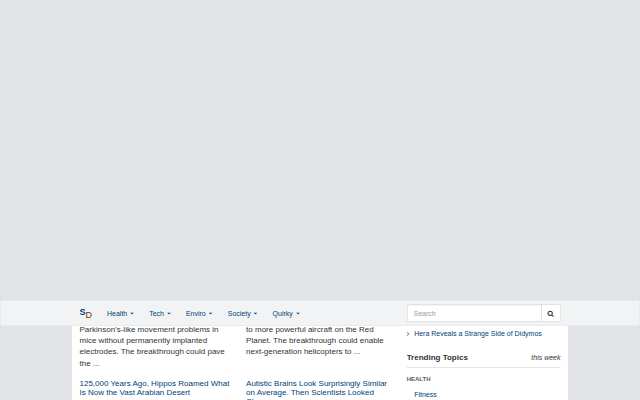 SD Health Tech Enviro Society Quirky Search
Parkinson's-like movement problems in
mice without permanently implanted
electrodes. The breakthrough could pave
the ...
to more powerful aircraft on the Red
Planet. The breakthrough could enable
next-generation helicopters to ...
125,000 Years Ago, Hippos Roamed What
Is Now the Vast Arabian Desert
Autistic Brains Look Surprisingly Similar
on Average. Then Scientists Looked
Hera Reveals a Strange Side of Didymos
Trending Topics this week
HEALTH
Fitness